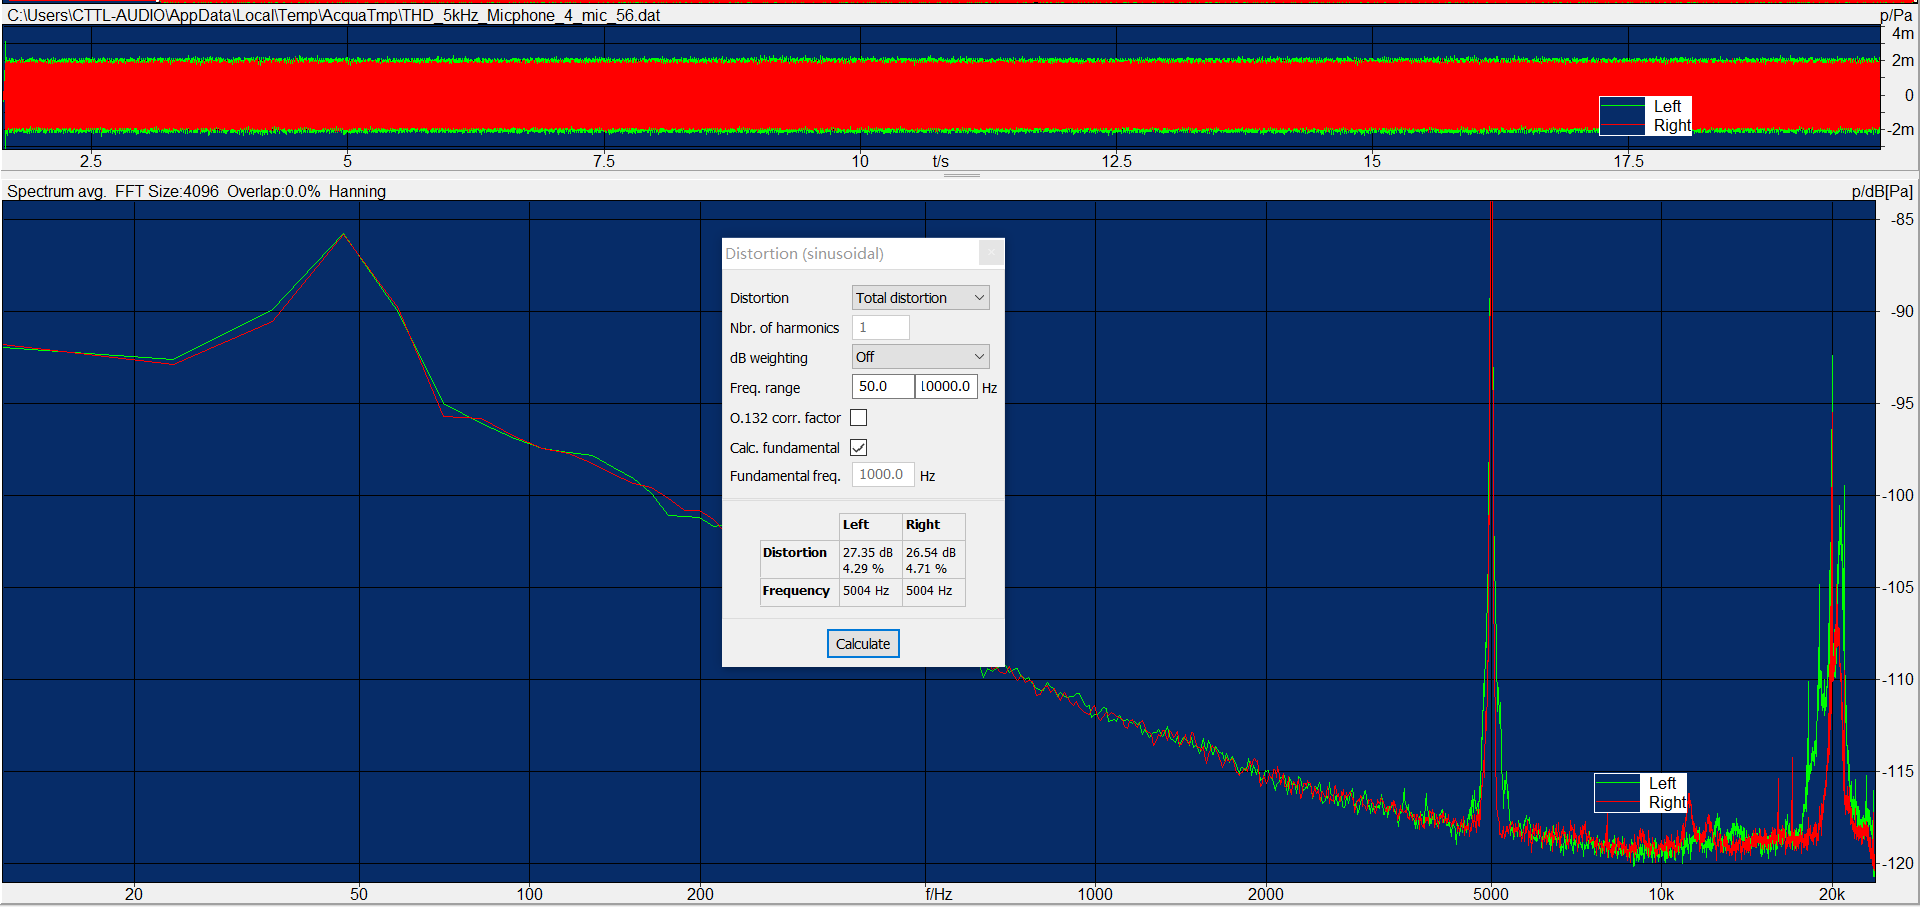 C:\Users\CTTL-AUDIO\AppData\Local\Temp\AcquaTmp\THD_5kHz_Micphone_4_mic_56.dat p/Pa
4m
2m
0
-2m
Left
Right
2.5 5 7.5 10 t/s 12.5 15 17.5
Spectrum avg. FFT Size:4096 Overlap:0.0% Hanning p/dB[Pa]
-85
-90
-95
-100
-105
-110
-115
-120
Distortion (sinusoidal)
Distortion Total distortion
Nbr. of harmonics 1
dB weighting Off
Freq. range 50.0 10000.0 Hz
O.132 corr. factor
Calc. fundamental
Fundamental freq. 1000.0 Hz
Left Right
Distortion 27.35 dB 26.54 dB
4.29 % 4.71 %
Frequency 5004 Hz 5004 Hz
Calculate
Left
Right
20 50 100 200 f/Hz 1000 2000 5000 10k 20k